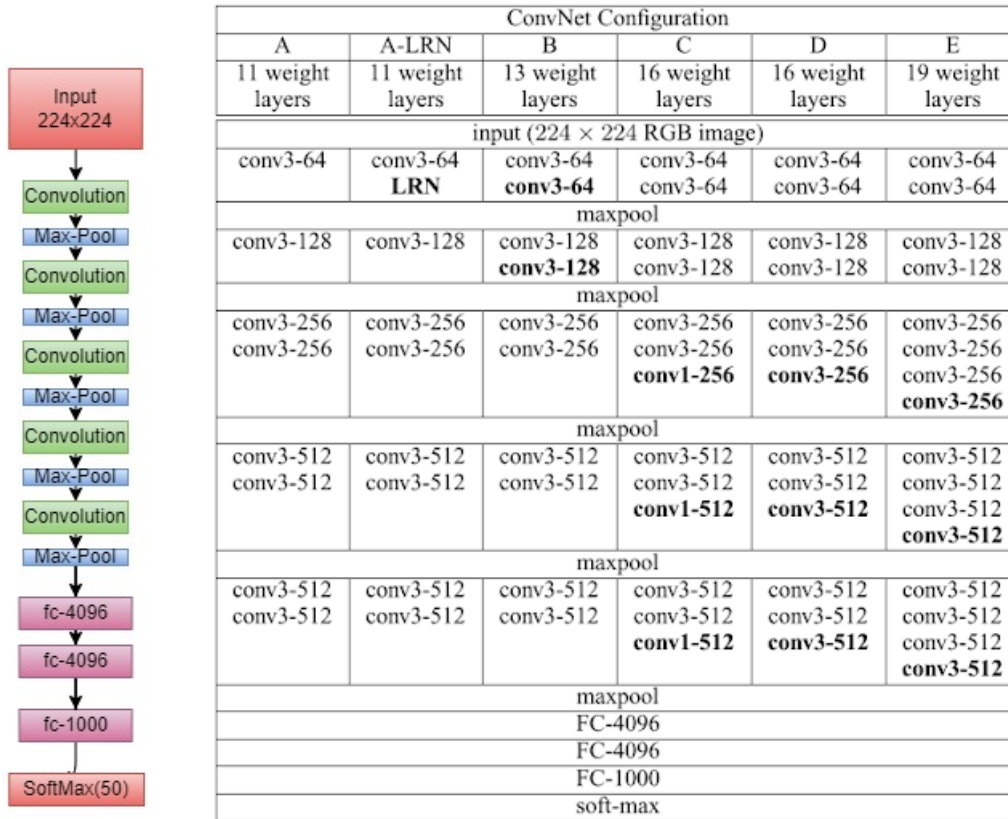 Input
224x224
Convolution
Max-Pool
Convolution
Max-Pool
Convolution
Max-Pool
Convolution
Max-Pool
Convolution
Max-Pool
fc-4096
fc-4096
fc-1000
SoftMax(50)
ConvNet Configuration
A A-LRN B C D E
11 weight 11 weight 13 weight 16 weight 16 weight 19 weight
layers layers layers layers layers layers
input (224 × 224 RGB image)
conv3-64 conv3-64 conv3-64 conv3-64 conv3-64 conv3-64
LRN conv3-64 conv3-64 conv3-64 conv3-64
maxpool
conv3-128 conv3-128 conv3-128 conv3-128 conv3-128 conv3-128
conv3-128 conv3-128 conv3-128 conv3-128
maxpool
conv3-256 conv3-256 conv3-256 conv3-256 conv3-256 conv3-256
conv3-256 conv3-256 conv3-256 conv3-256 conv3-256 conv3-256
conv1-256 conv3-256 conv3-256
conv3-256
maxpool
conv3-512 conv3-512 conv3-512 conv3-512 conv3-512 conv3-512
conv3-512 conv3-512 conv3-512 conv3-512 conv3-512 conv3-512
conv1-512 conv3-512 conv3-512
conv3-512
maxpool
conv3-512 conv3-512 conv3-512 conv3-512 conv3-512 conv3-512
conv3-512 conv3-512 conv3-512 conv3-512 conv3-512 conv3-512
conv1-512 conv3-512 conv3-512
conv3-512
maxpool
FC-4096
FC-4096
FC-1000
soft-max